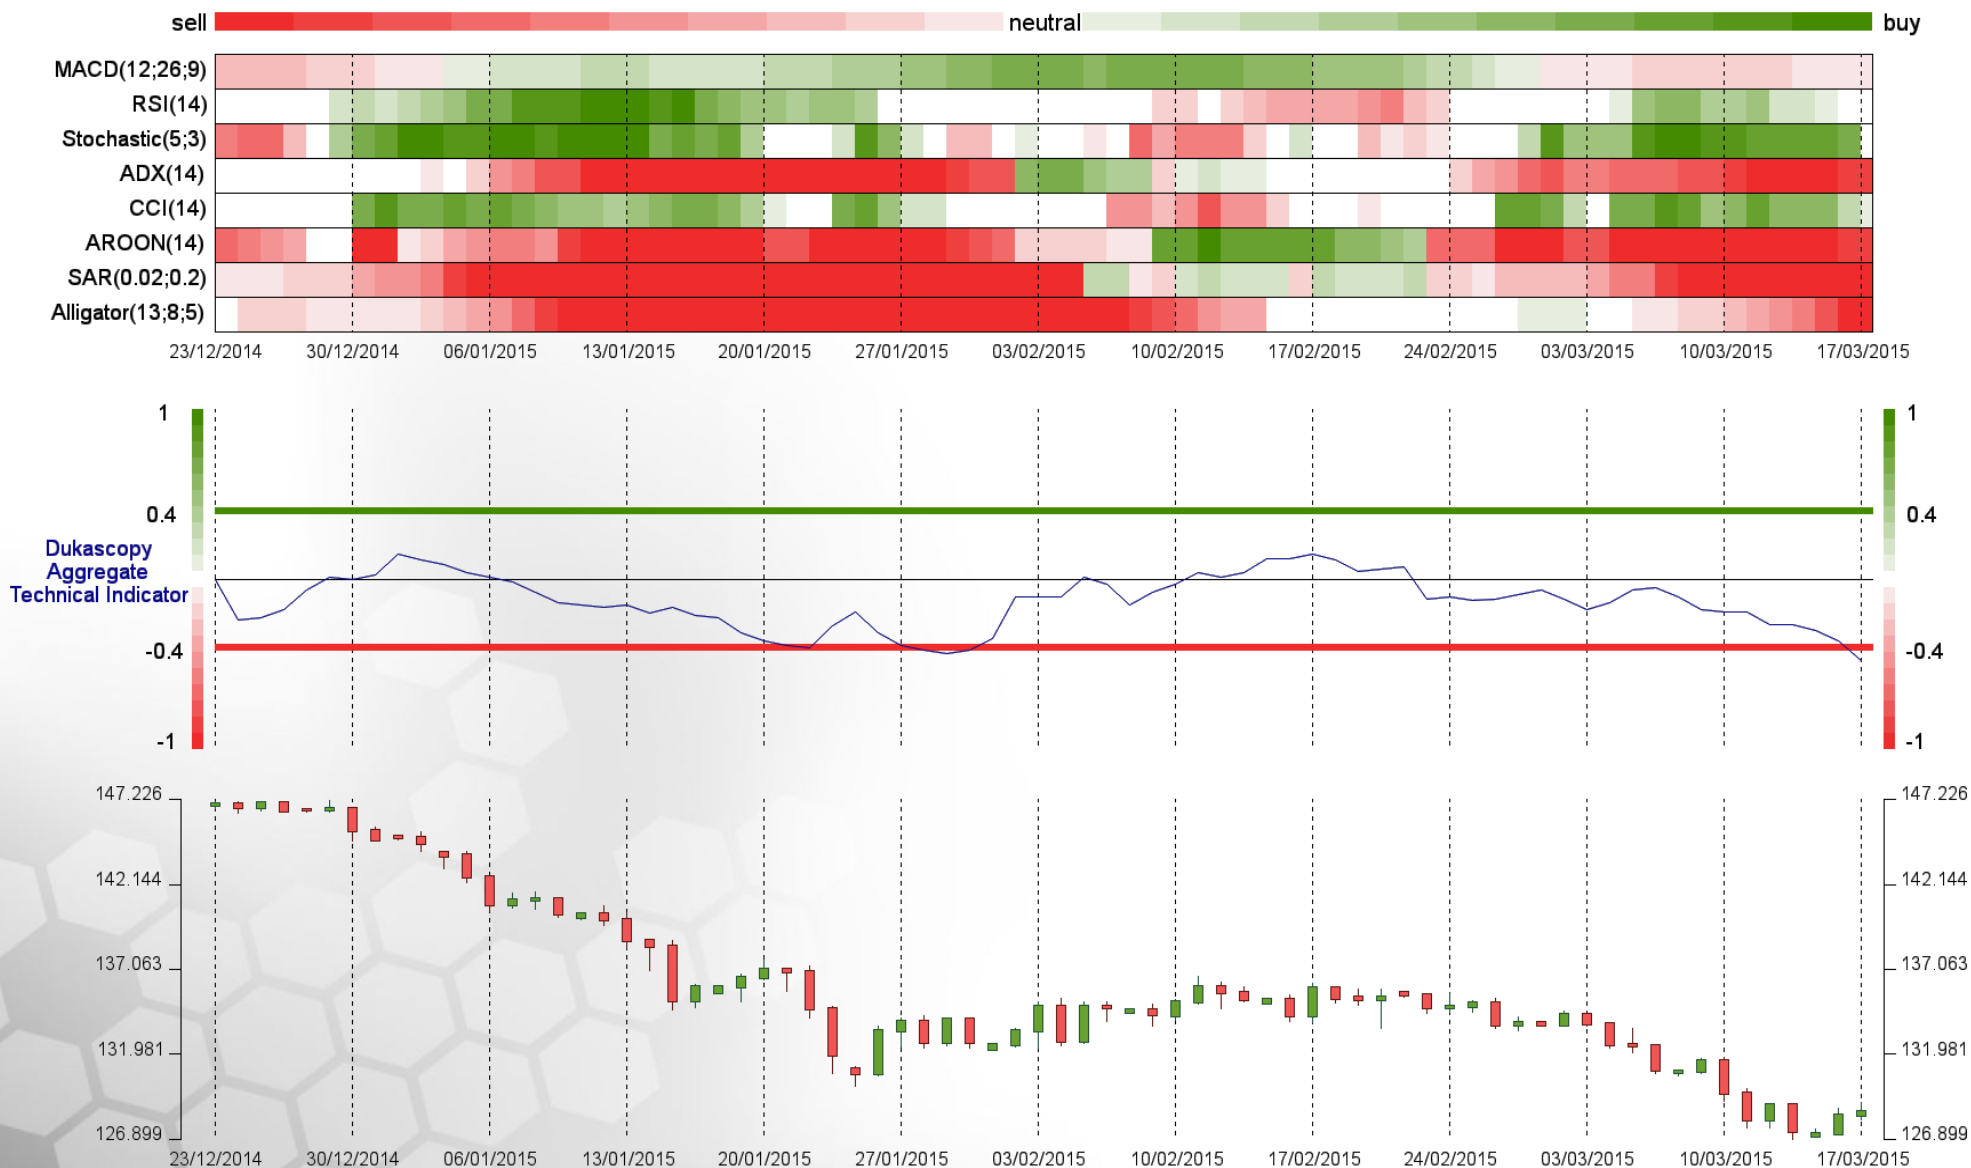 sell neutral buy
MACD(12;26;9)
RSI(14)
Stochastic(5;3)
ADX(14)
CCI(14)
AROON(14)
SAR(0.02;0.2)
Alligator(13;8;5)
23/12/2014 30/12/2014 06/01/2015 13/01/2015 20/01/2015 27/01/2015 03/02/2015 10/02/2015 17/02/2015 24/02/2015 03/03/2015 10/03/2015 17/03/2015
1 1
0.4 0.4
Dukascopy
Aggregate
Technical Indicator
-0.4 -0.4
-1 -1
147.226 147.226
142.144 142.144
137.063 137.063
131.981 131.981
126.899 126.899
23/12/2014 30/12/2014 06/01/2015 13/01/2015 20/01/2015 27/01/2015 03/02/2015 10/02/2015 17/02/2015 24/02/2015 03/03/2015 10/03/2015 17/03/2015